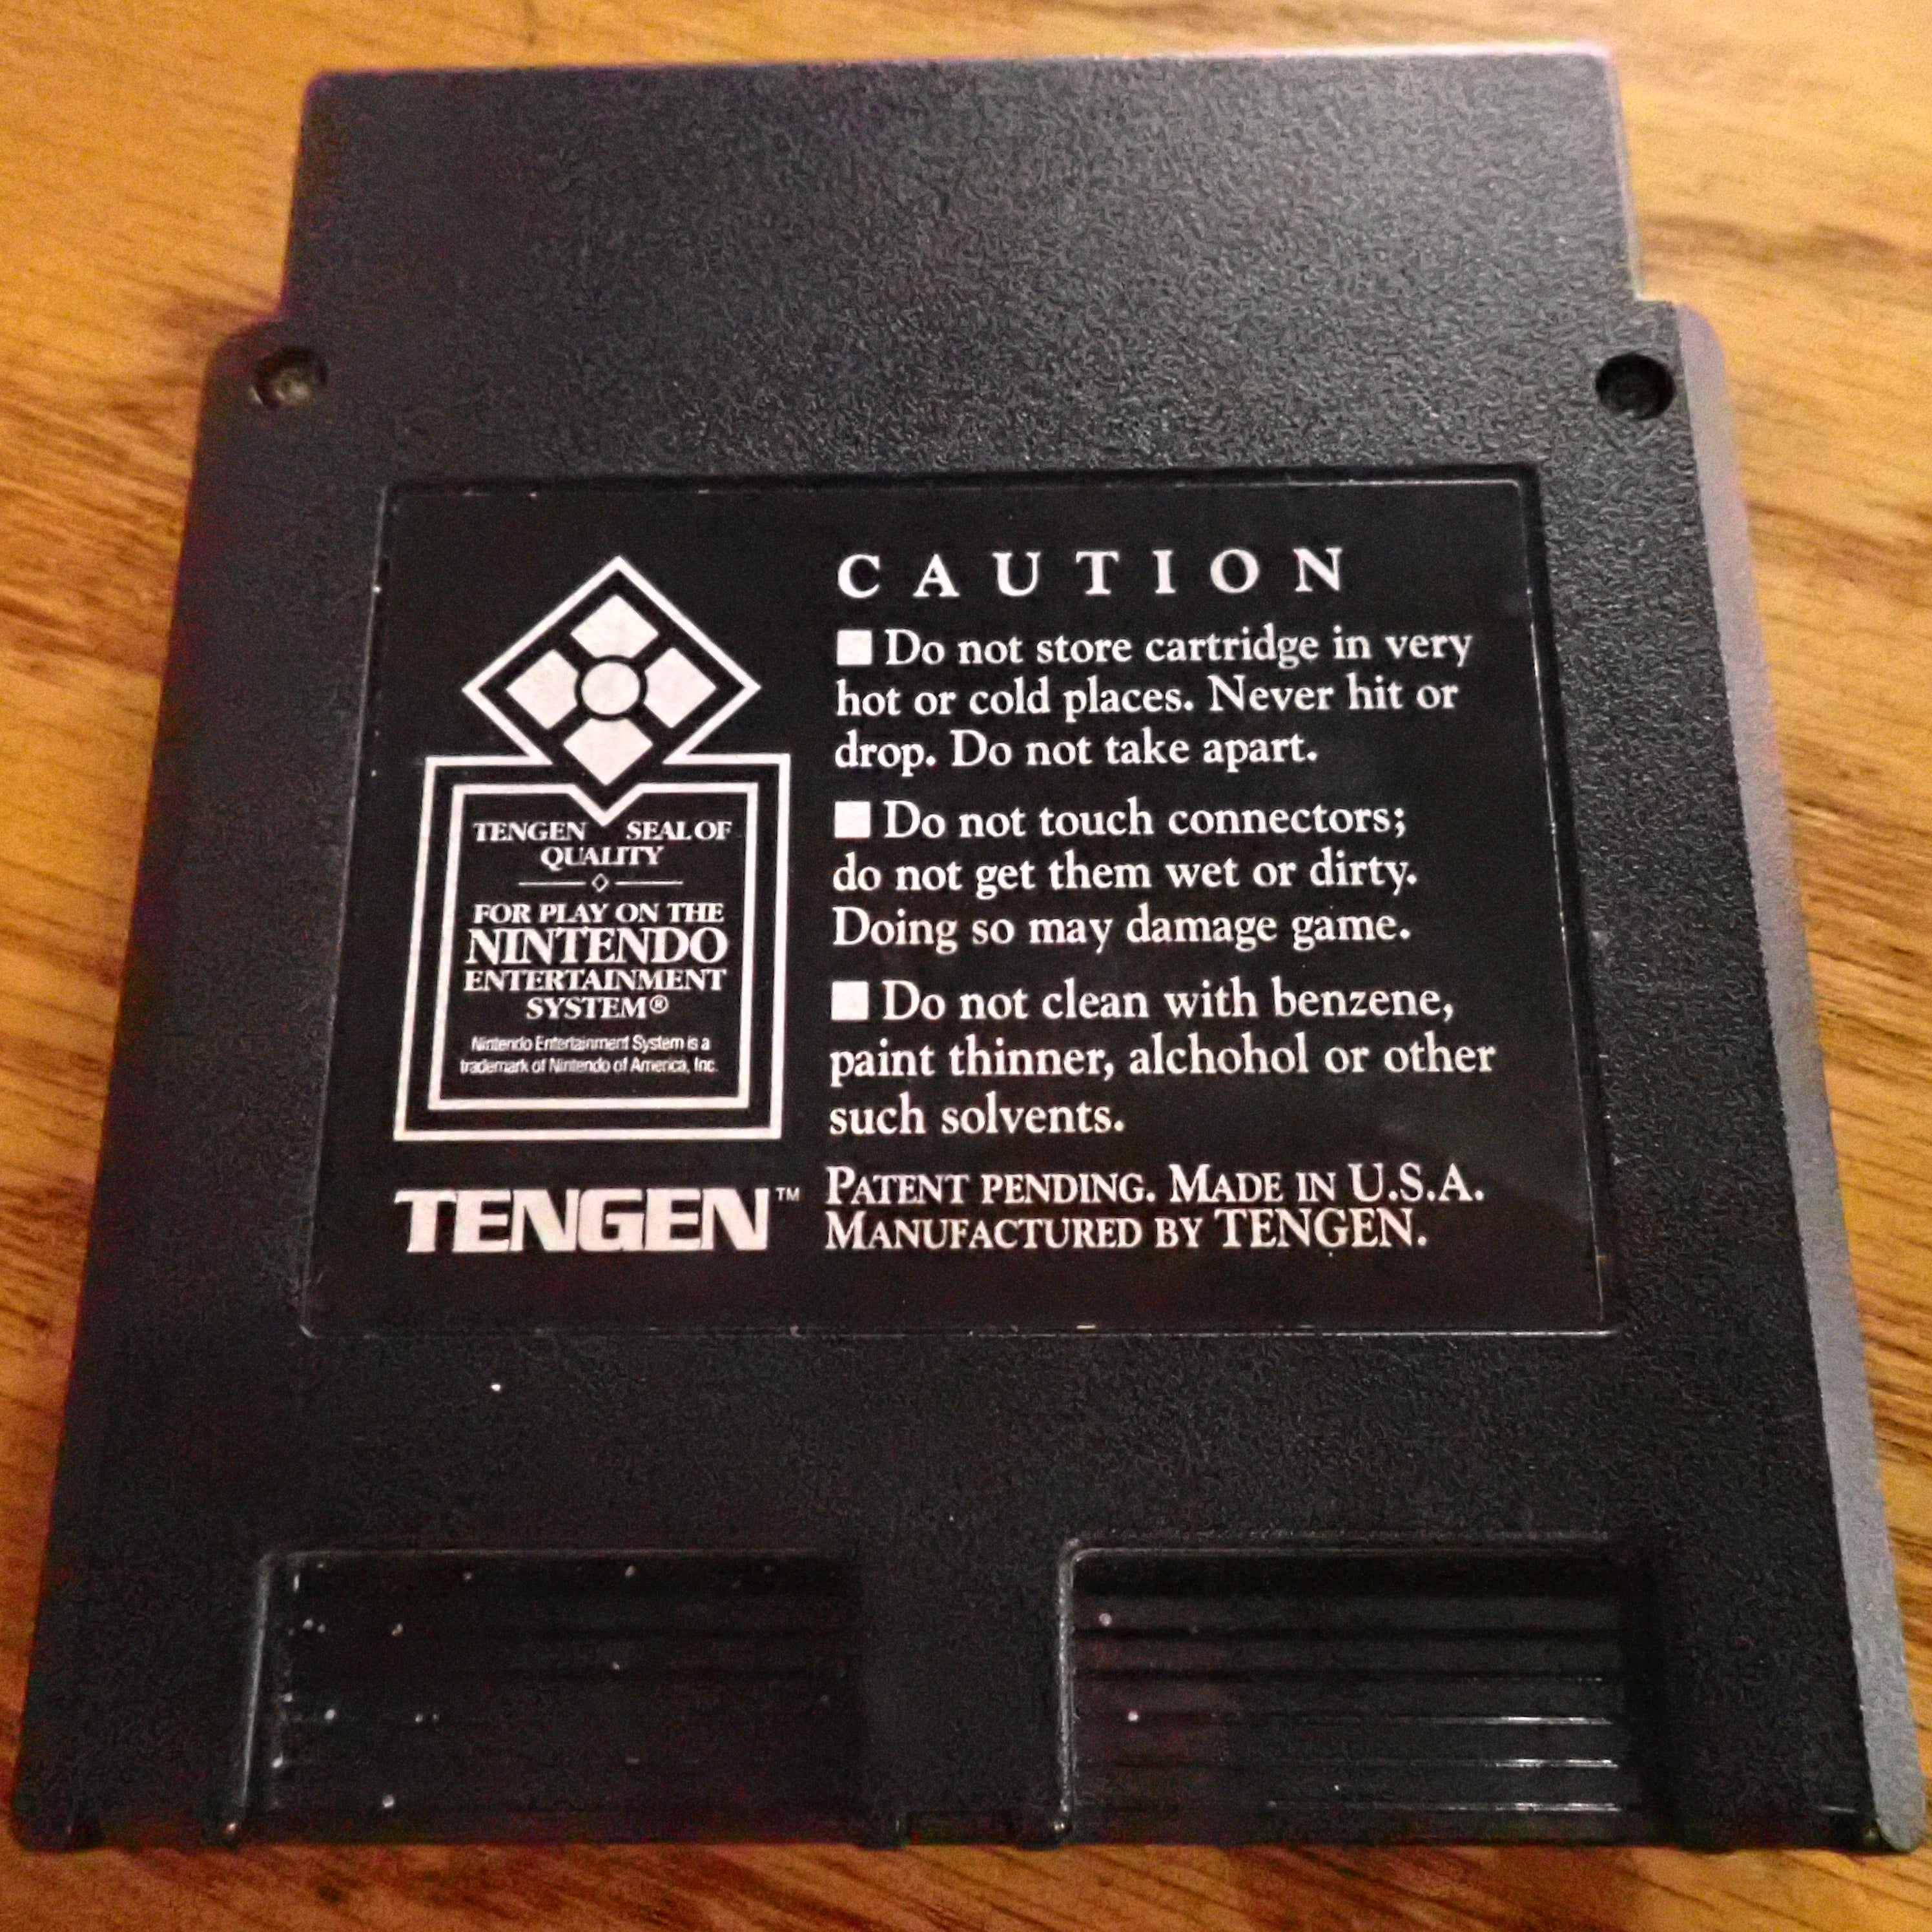 TENGEN SEAL OF
QUALITY
FOR PLAY ON THE
NINTENDO
ENTERTAINMENT
SYSTEM®
Nintendo Entertainment System is a
trademark of Nintendo of America, Inc.
TENGEN™
CAUTION
■ Do not store cartridge in very
hot or cold places. Never hit or
drop. Do not take apart.
■ Do not touch connectors;
do not get them wet or dirty.
Doing so may damage game.
■ Do not clean with benzene,
paint thinner, alchohol or other
such solvents.
PATENT PENDING. MADE IN U.S.A.
MANUFACTURED BY TENGEN.